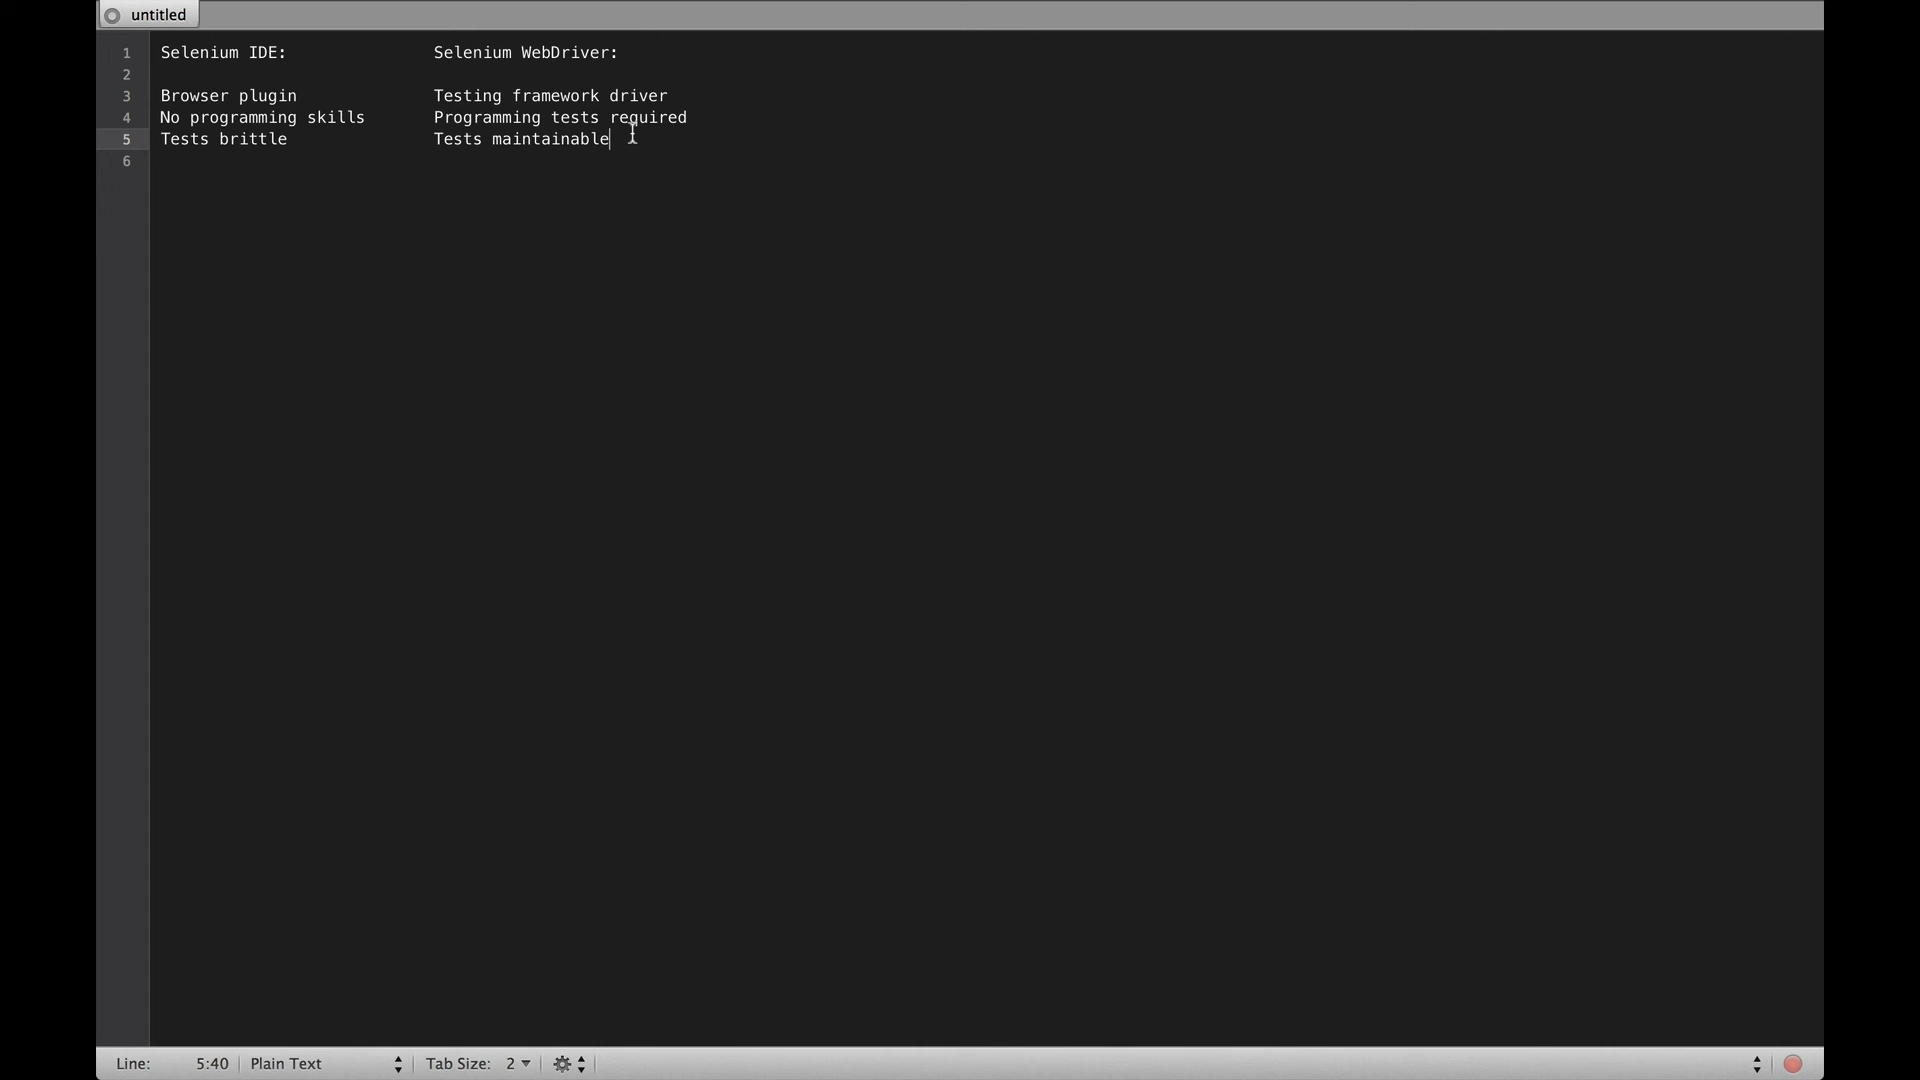 untitled
1 Selenium IDE: Selenium WebDriver:
2
3 Browser plugin Testing framework driver
4 No programming skills Programming tests required
5 Tests brittle Tests maintainable
6
Line: 5:40 Plain Text Tab Size: 2